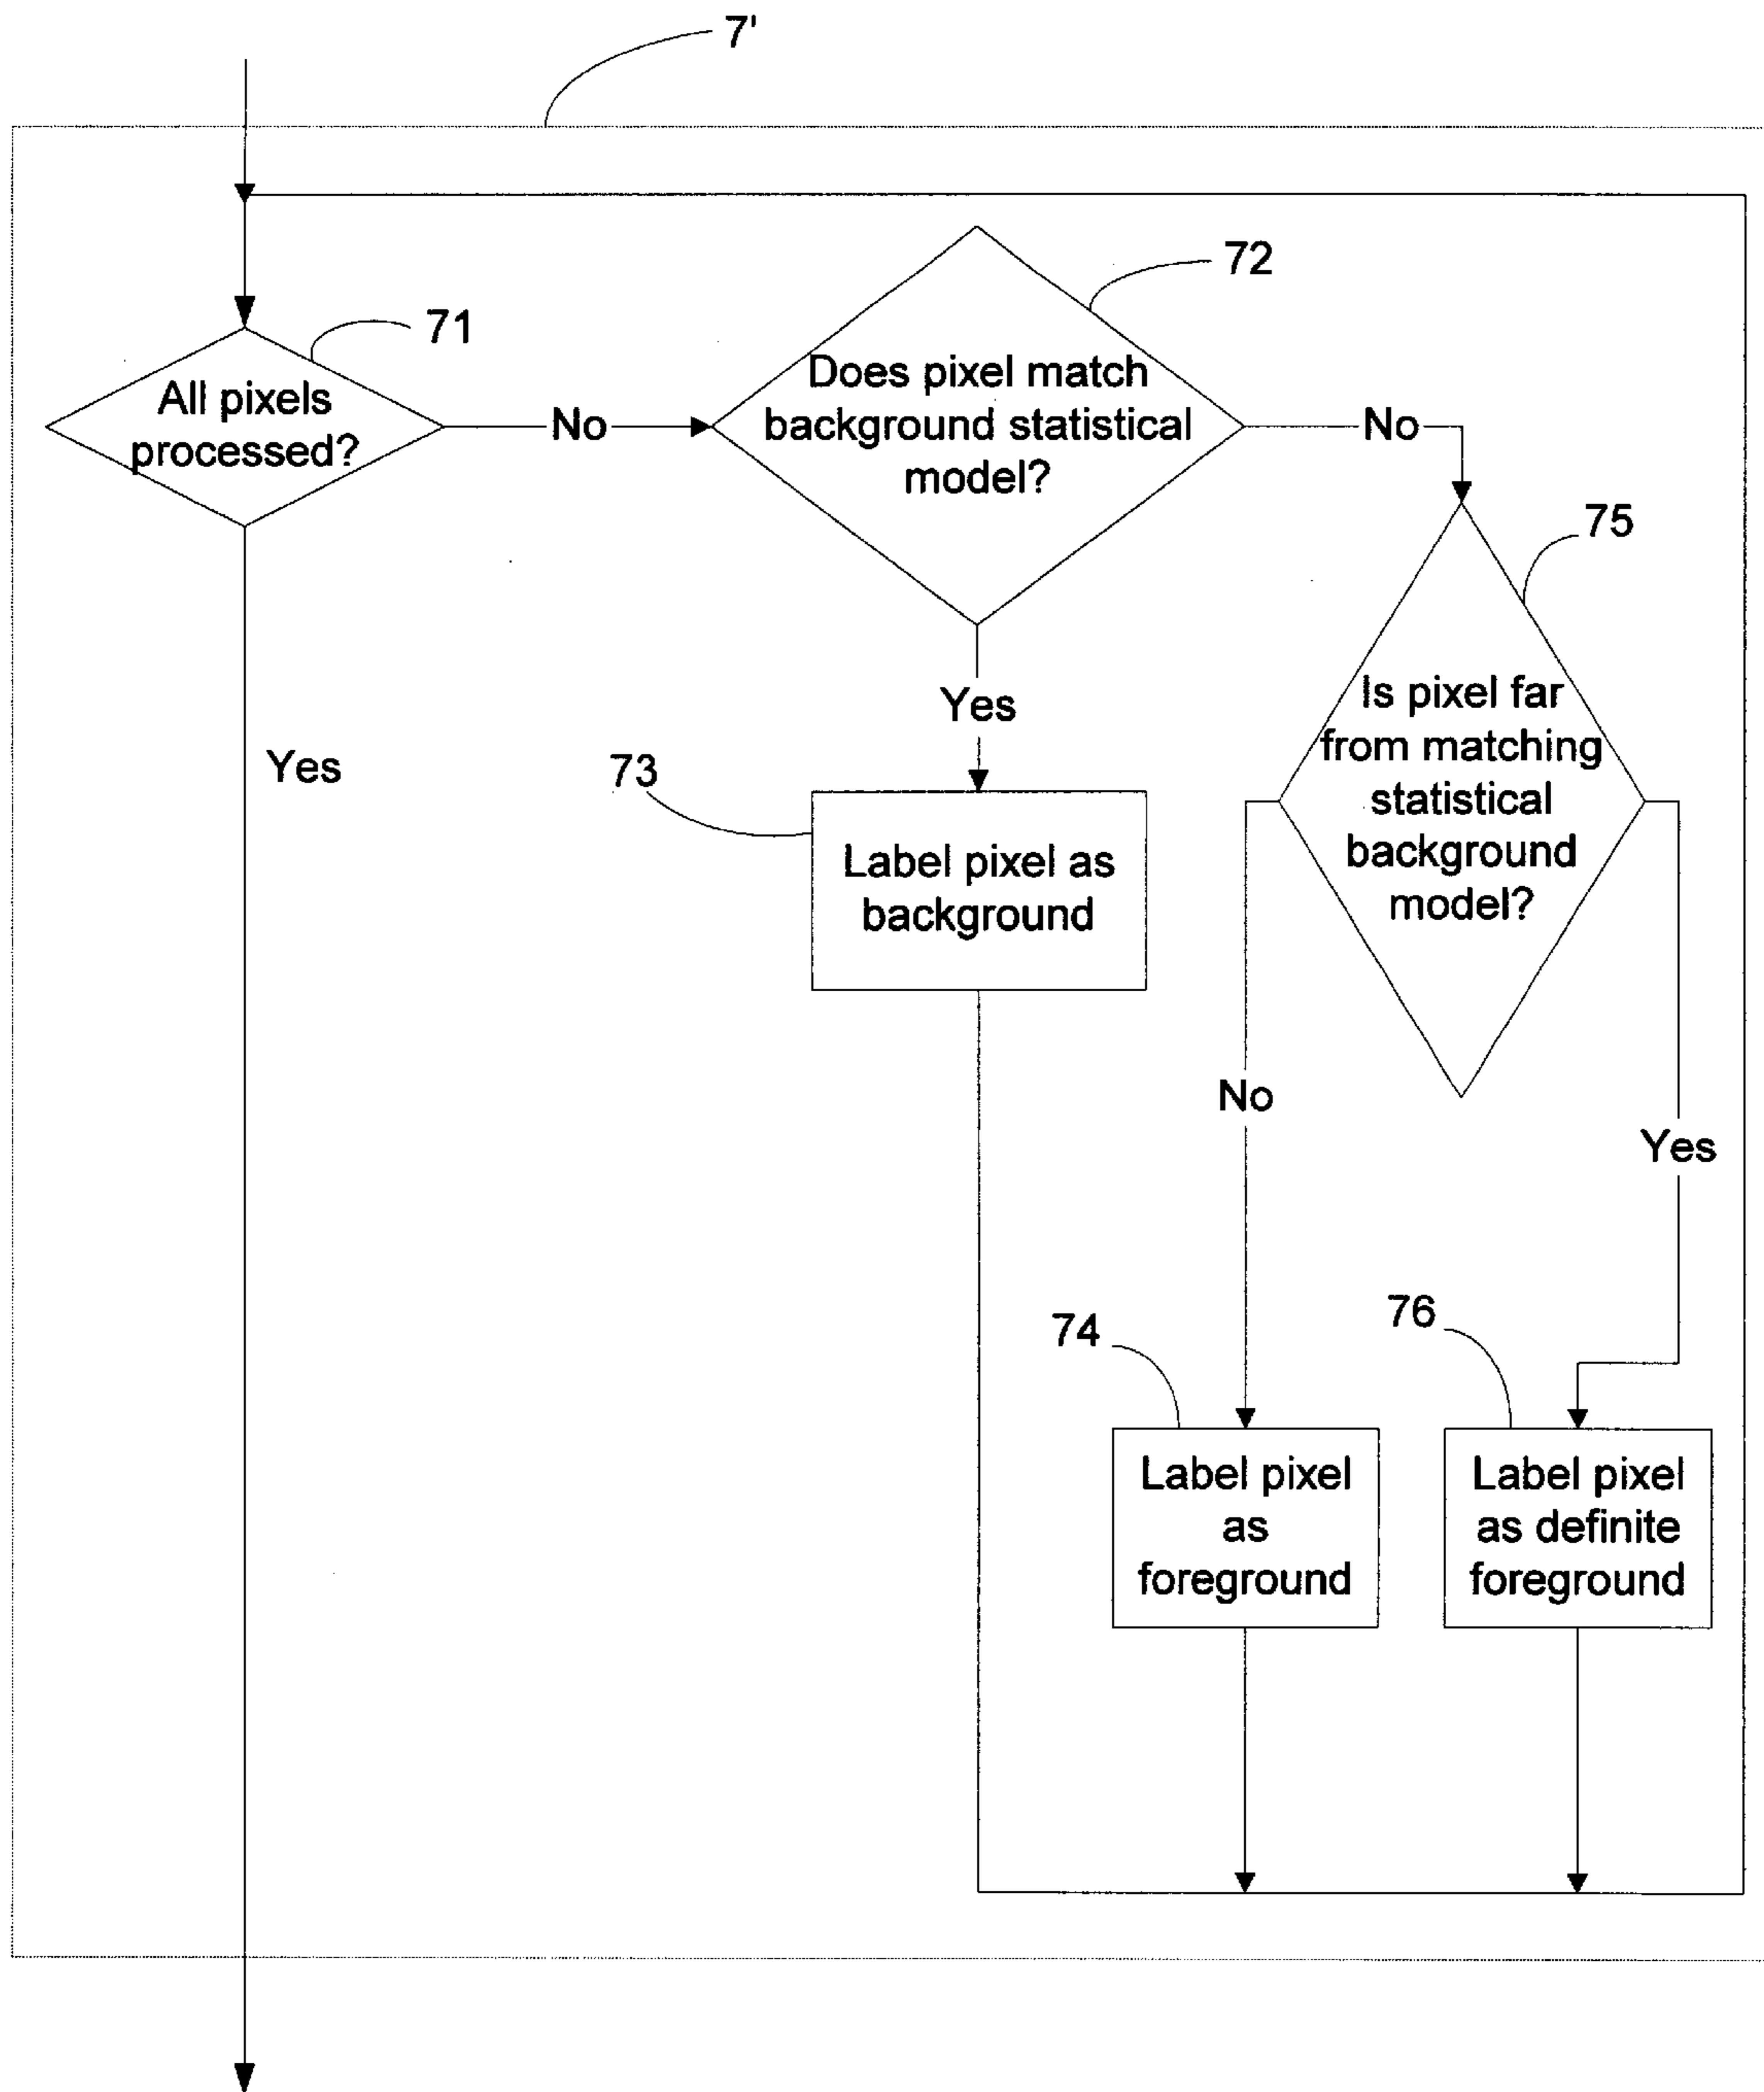 7'
72
71
Does pixel match
background statistical
model?
All pixels
processed?
No
No
75
Yes
Is pixel far
from matching
statistical
background
model?
Yes
73
Label pixel as
background
No
Yes
74
76
Label pixel
as
foreground
Label pixel
as definite
foreground